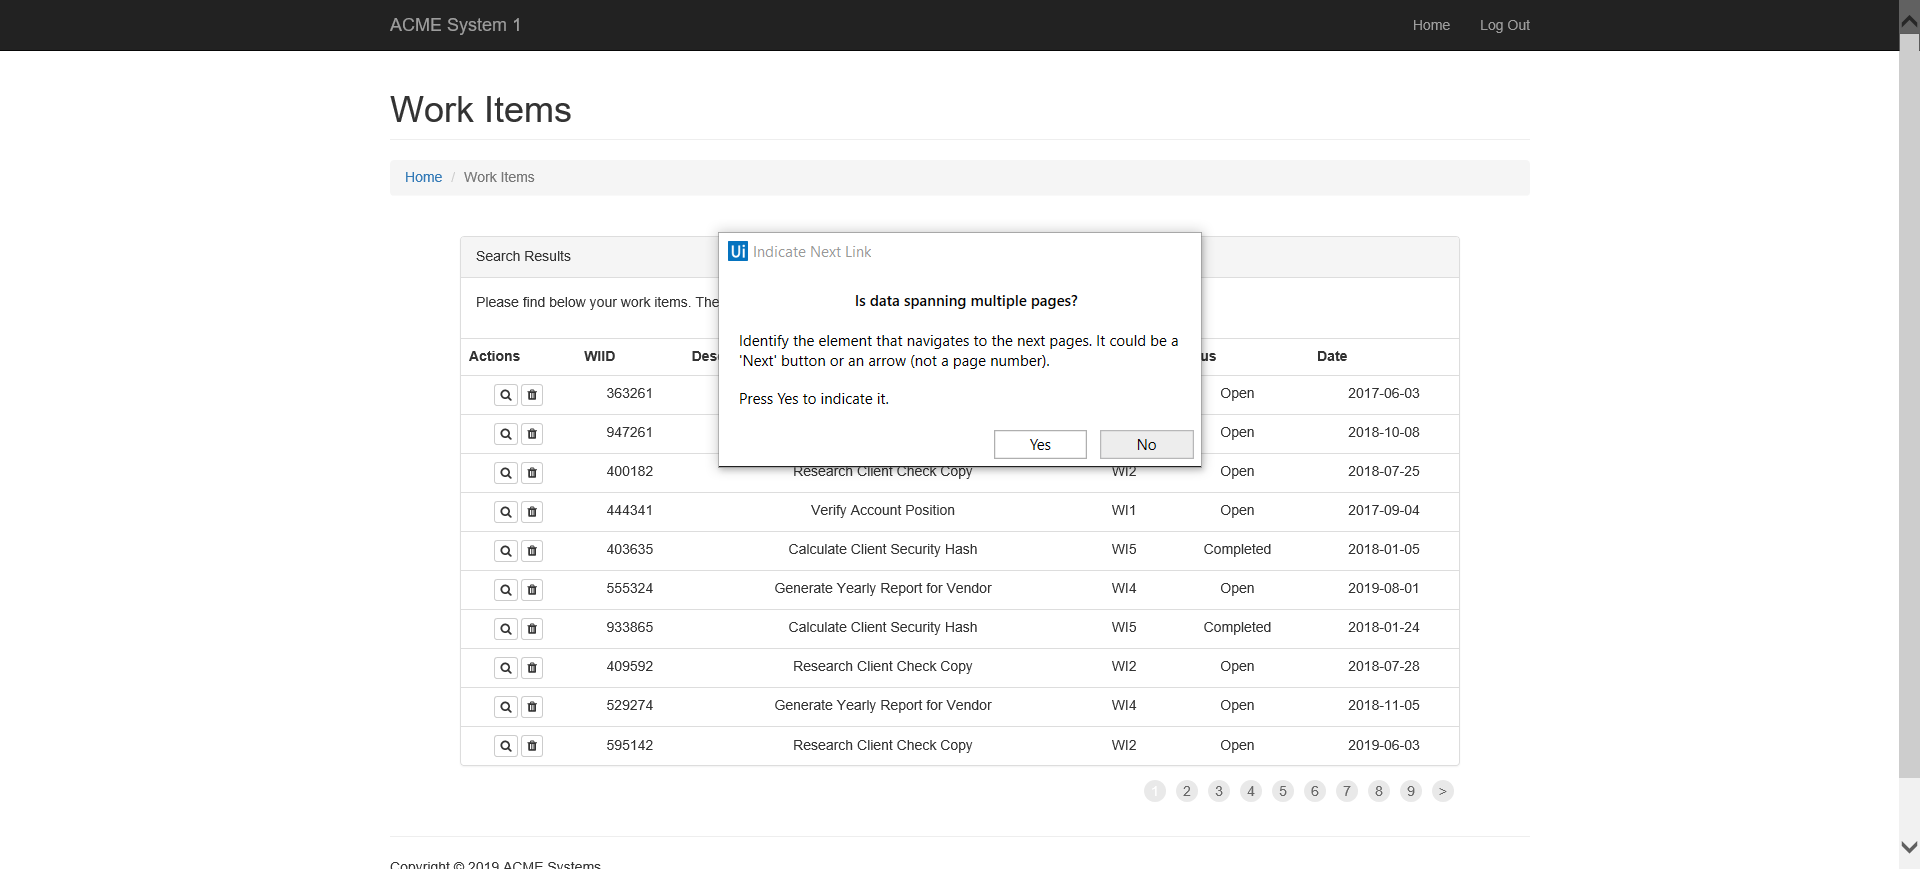 ACME System 1 Home Log Out
Work Items
Home / Work Items
Search Results
Please find below your work items. The
Ui Indicate Next Link
Is data spanning multiple pages?
Identify the element that navigates to the next pages. It could be a
'Next' button or an arrow (not a page number).
Press Yes to indicate it.
Yes No
Actions WIID Des us Date
363261 Open 2017-06-03
947261 Open 2018-10-08
400182 Research Client Check Copy WI2 Open 2018-07-25
444341 Verify Account Position WI1 Open 2017-09-04
403635 Calculate Client Security Hash WI5 Completed 2018-01-05
555324 Generate Yearly Report for Vendor WI4 Open 2019-08-01
933865 Calculate Client Security Hash WI5 Completed 2018-01-24
409592 Research Client Check Copy WI2 Open 2018-07-28
529274 Generate Yearly Report for Vendor WI4 Open 2018-11-05
595142 Research Client Check Copy WI2 Open 2019-06-03
1 2 3 4 5 6 7 8 9 >
Copyright © 2019 ACME Systems